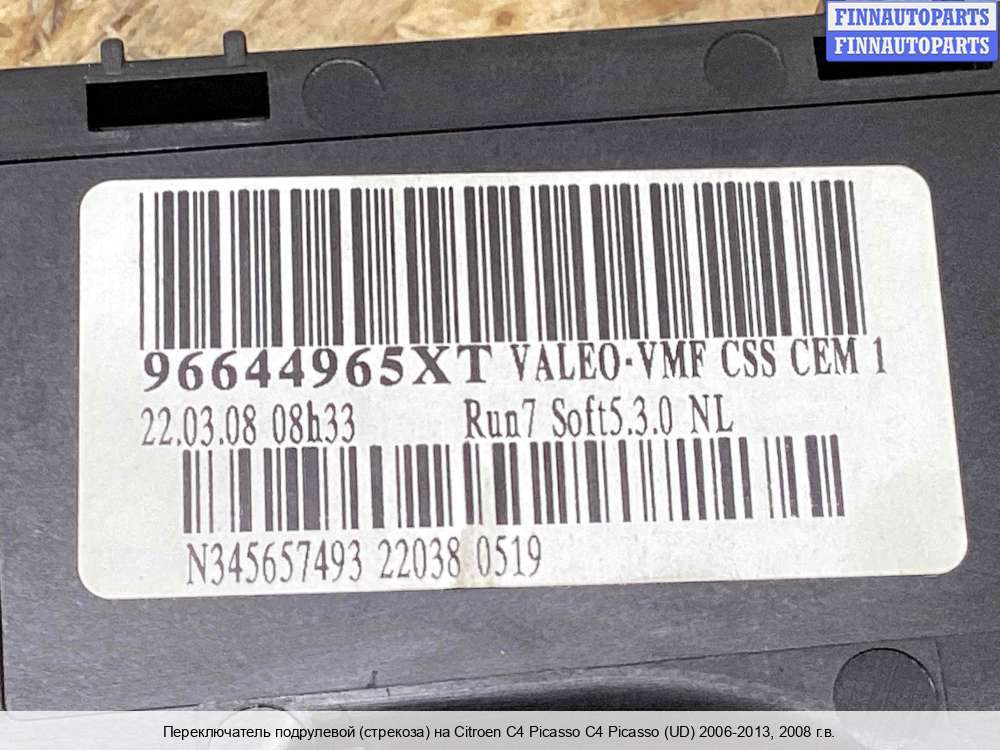 FINNAUTOPARTS
FINNAUTOPARTS
96644965XT VALEO-VMF CSS CEM 1
22.03.08 08h33 Run7 Soft5.3.0 NL
N345657493 22038 0519
Переключатель подрулевой (стрекоза) на Citroen C4 Picasso C4 Picasso (UD) 2006-2013, 2008 г.в.